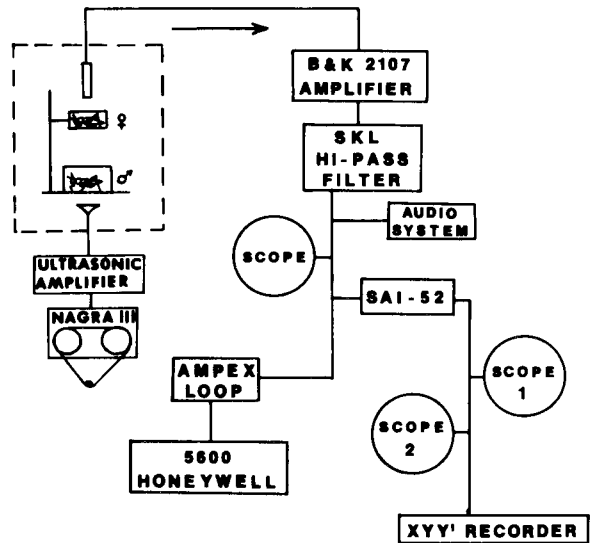 B & K 2107
AMPLIFIER
SKL
HI-PASS
FILTER
♀
♂
AUDIO
SYSTEM
SCOPE
ULTRASONIC
AMPLIFIER
SAI-52
NAGRA III
AMPEX
LOOP
SCOPE
1
SCOPE
2
5600
HONEYWELL
XYY' RECORDER